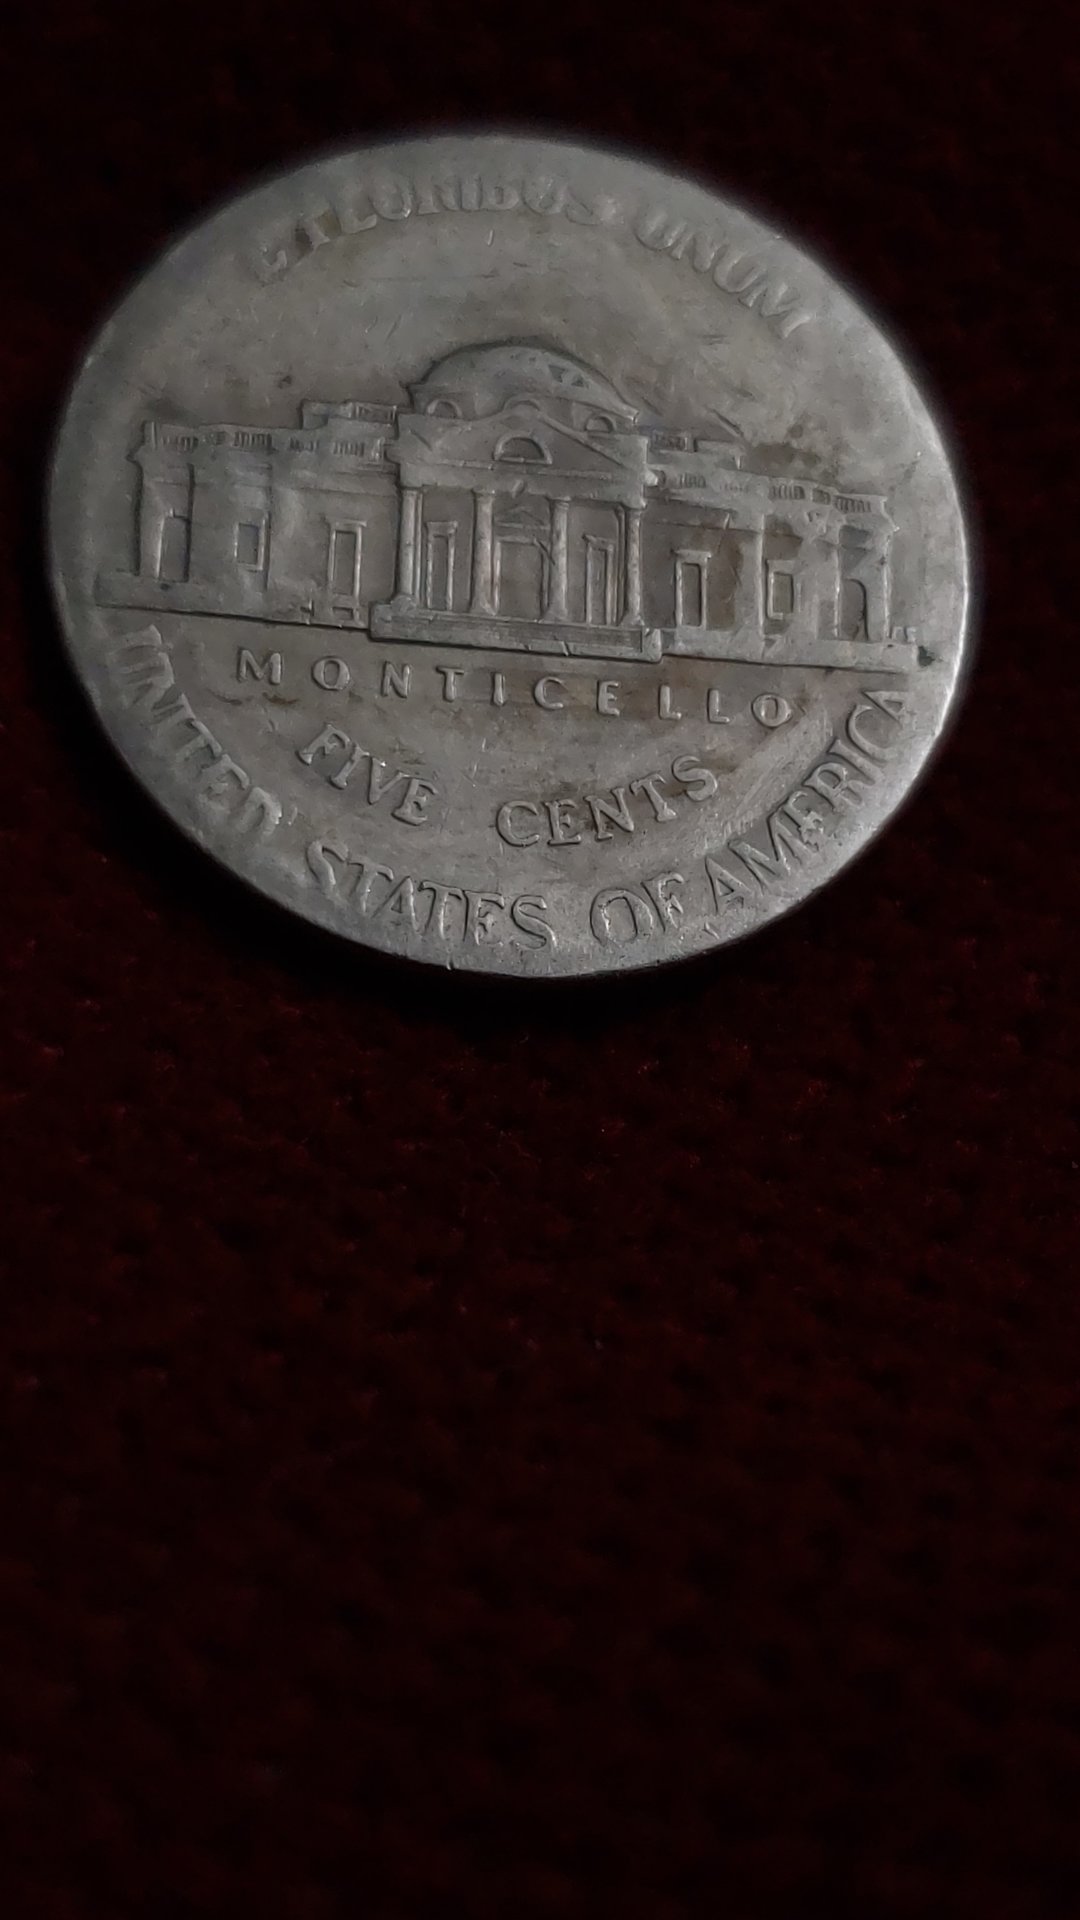 E PLURIBUS UNUM
MONTICELLO
FIVE CENTS
UNITED STATES OF AMERICA